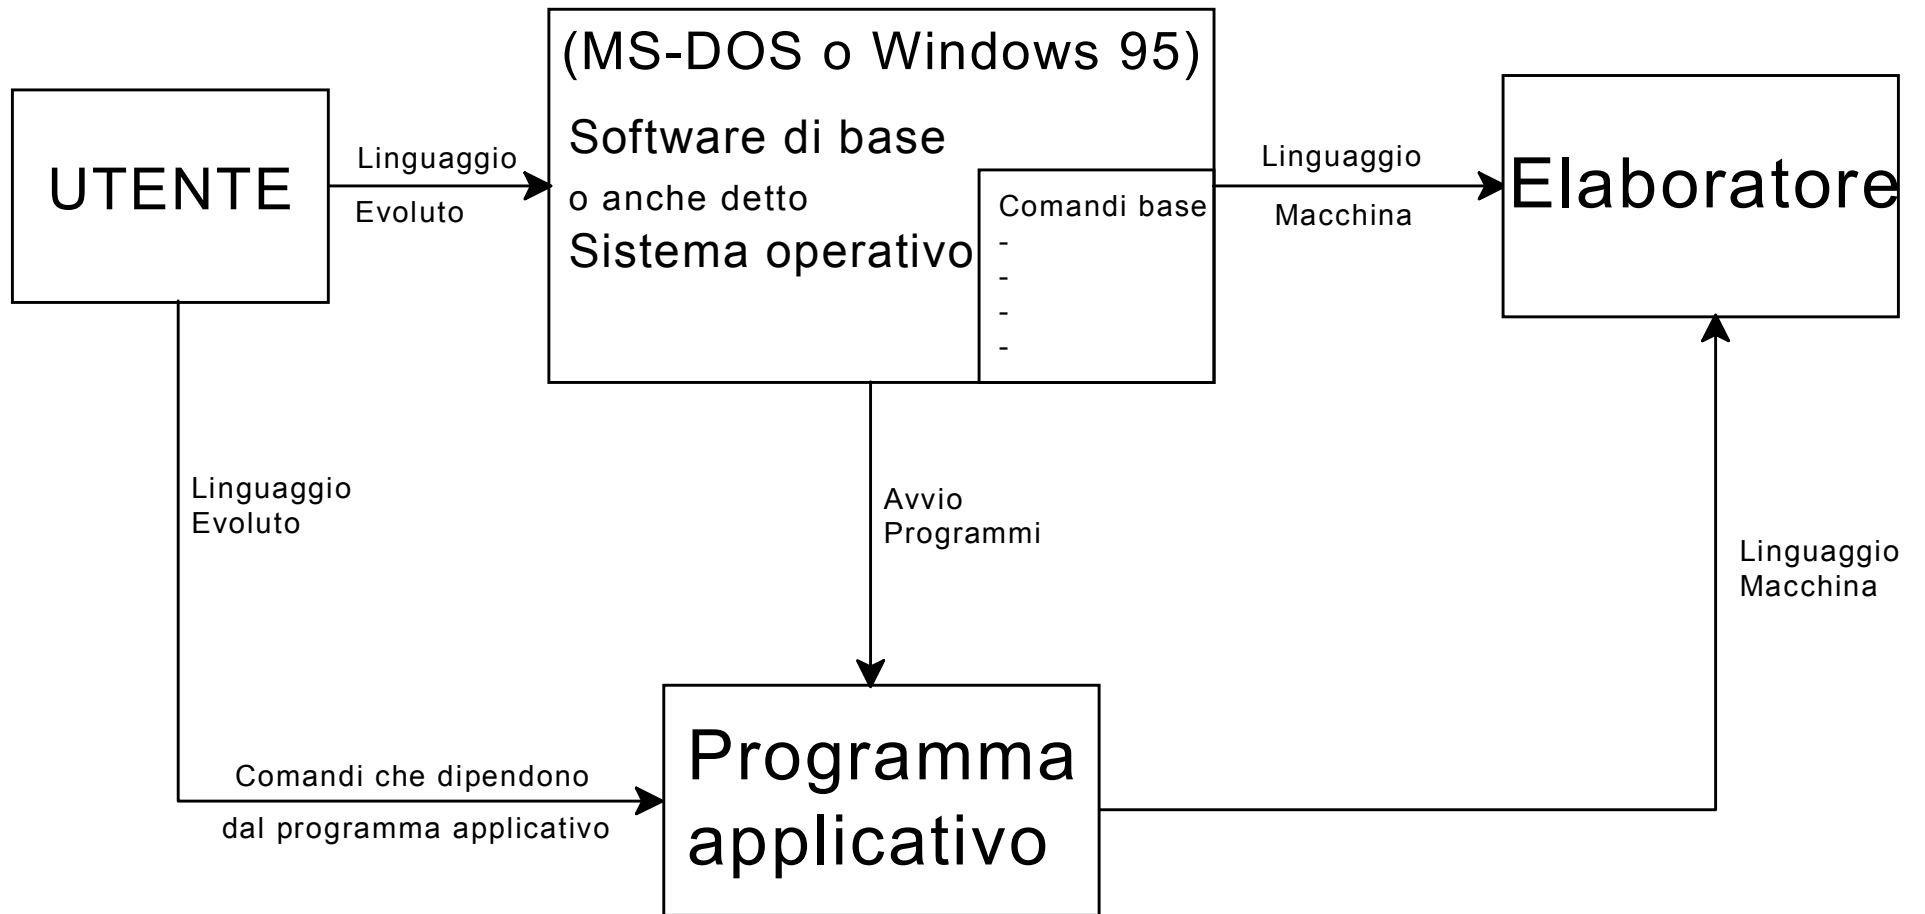 (MS-DOS o Windows 95)
UTENTE
Linguaggio
Evoluto
Software di base
o anche detto
Sistema operativo
Comandi base
-
-
-
-
Linguaggio
Macchina
Elaboratore
Linguaggio
Evoluto
Avvio
Programmi
Linguaggio
Macchina
Comandi che dipendono
dal programma applicativo
Programma
applicativo